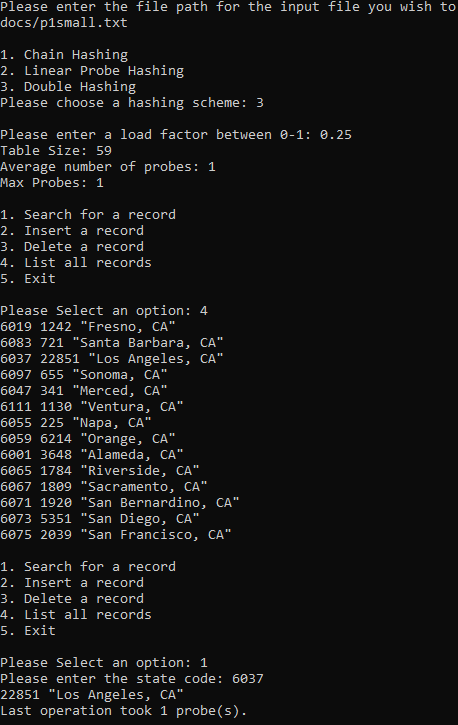 Please enter the file path for the input file you wish to
docs/p1small.txt
1. Chain Hashing
2. Linear Probe Hashing
3. Double Hashing
Please choose a hashing scheme: 3
Please enter a load factor between 0-1: 0.25
Table Size: 59
Average number of probes: 1
Max Probes: 1
1. Search for a record
2. Insert a record
3. Delete a record
4. List all records
5. Exit
Please Select an option: 4
6019 1242 "Fresno, CA"
6083 721 "Santa Barbara, CA"
6037 22851 "Los Angeles, CA"
6097 655 "Sonoma, CA"
6047 341 "Merced, CA"
6111 1130 "Ventura, CA"
6055 225 "Napa, CA"
6059 6214 "Orange, CA"
6001 3648 "Alameda, CA"
6065 1784 "Riverside, CA"
6067 1809 "Sacramento, CA"
6071 1920 "San Bernardino, CA"
6073 5351 "San Diego, CA"
6075 2039 "San Francisco, CA"
1. Search for a record
2. Insert a record
3. Delete a record
4. List all records
5. Exit
Please Select an option: 1
Please enter the state code: 6037
22851 "Los Angeles, CA"
Last operation took 1 probe(s).